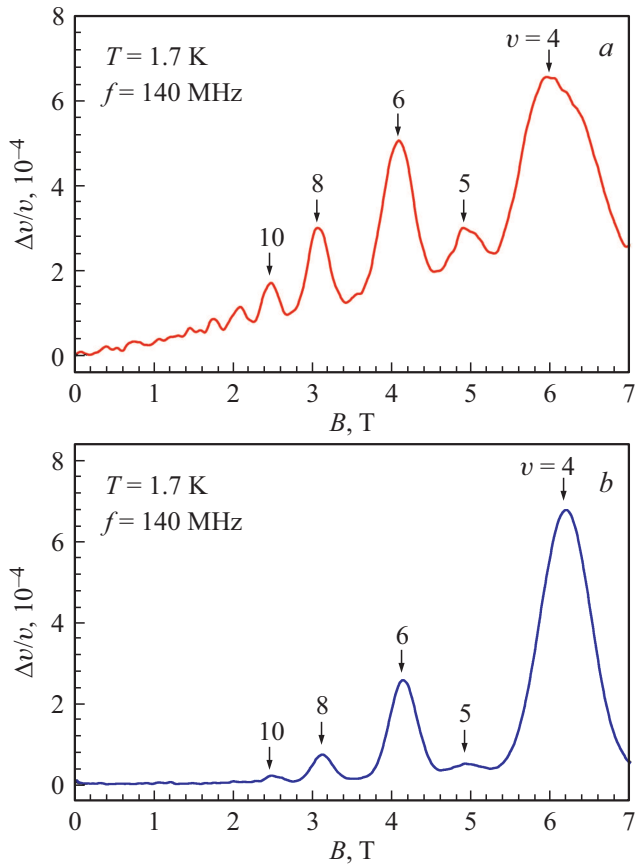 8
6
4
2
0
Δv/v, 10⁻⁴
T = 1.7 K
f = 140 MHz
10
8
6
5
υ = 4
a
0 1 2 3 4 5 6 7
B, T
8
6
4
2
0
Δv/v, 10⁻⁴
T = 1.7 K
f = 140 MHz
10
8
6
5
υ = 4
b
0 1 2 3 4 5 6 7
B, T